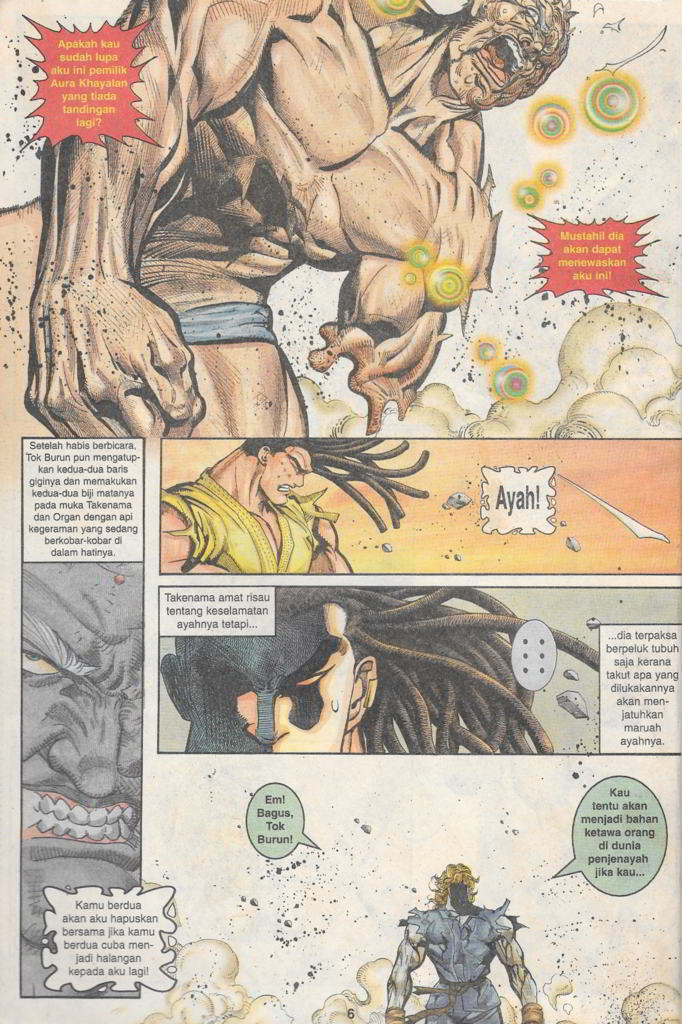 Apakah kau
sudah lupa
aku ini pemilik
Aura Khayalan
yang tiada
tandingan
lagi?
Mustahil dia
akan dapat
menewaskan
aku ini!
Setelah habis berbicara,
Tok Burun pun mengatup-
kan kedua-dua baris
giginya dan memakukan
kedua-dua biji matanya
pada muka Takenama
dan Organ dengan api
kegeraman yang sedang
berkobar-kobar di
dalam hatinya.
Ayah!
Takenama amat risau
tentang keselamatan
ayahnya tetapi...
...dia terpaksa
berpeluk tubuh
saja kerana
takut apa yang
dilukakannya
akan men-
jatuhkan
maruah
ayahnya.
Kamu berdua
akan aku hapuskan
bersama jika kamu
berdua cuba men-
jadi halangan
kepada aku lagi!
Em!
Bagus,
Tok
Burun!
Kau
tentu akan
menjadi bahan
ketawa orang
di dunia
penjenayah
jika kau...
6